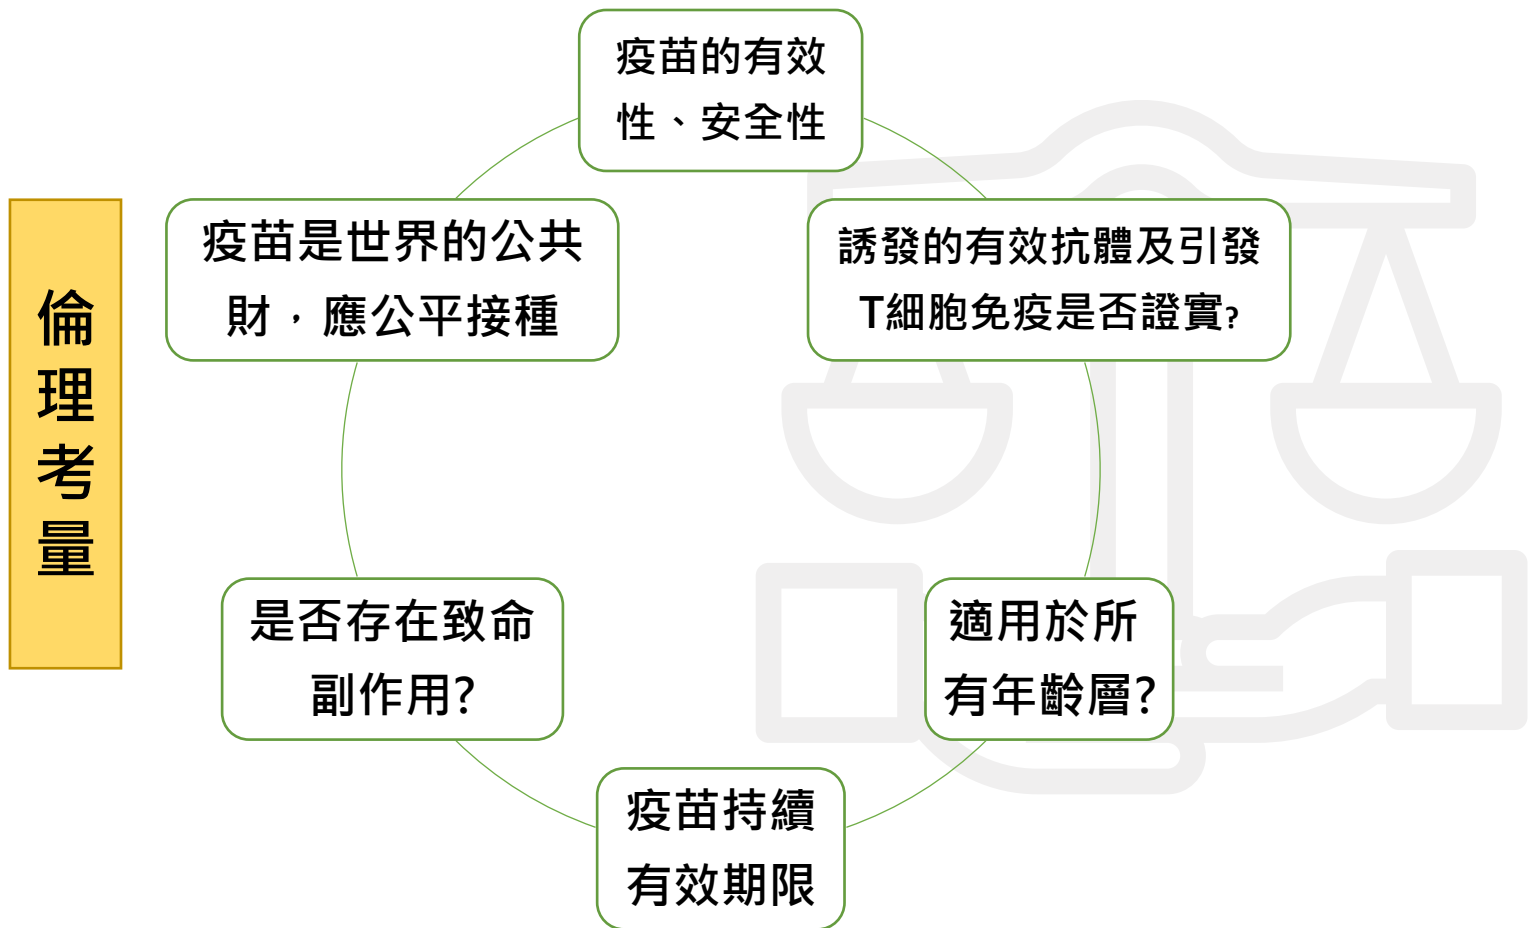 倫
理
考
量
疫苗的有效
性、安全性
誘發的有效抗體及引發
T細胞免疫是否證實?
適用於所
有年齡層?
疫苗持續
有效期限
是否存在致命
副作用?
疫苗是世界的公共
財，應公平接種